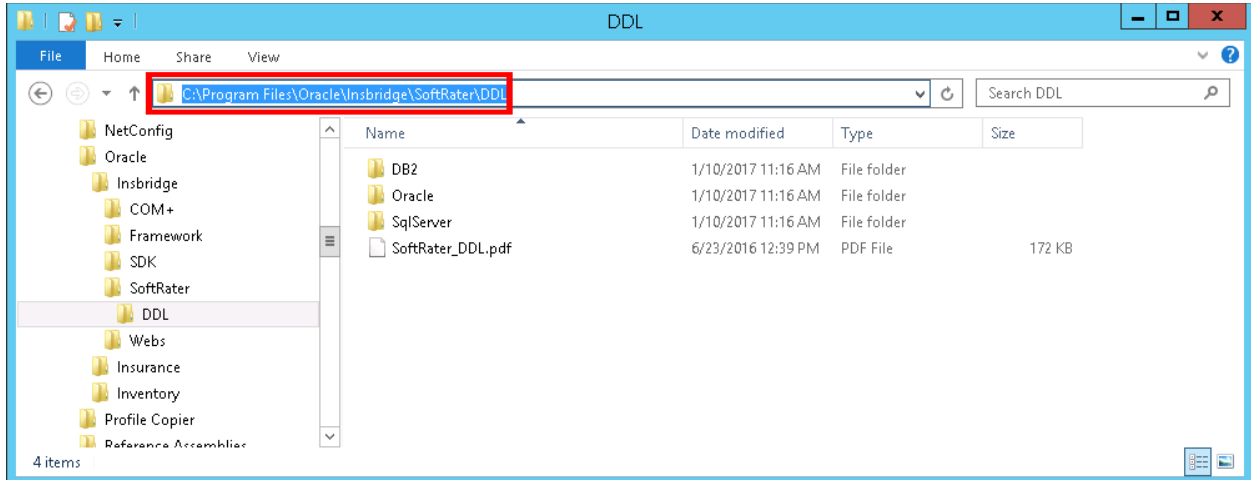 DDL
File Home Share View
C:\Program Files\Oracle\Insbridge\SoftRater\DDL
Search DDL
NetConfig
Oracle
Insbridge
COM+
Framework
SDK
SoftRater
DDL
Webs
Insurance
Inventory
Profile Copier
Reference Assemblies
Name Date modified Type Size
DB2 1/10/2017 11:16 AM File folder
Oracle 1/10/2017 11:16 AM File folder
SqlServer 1/10/2017 11:16 AM File folder
SoftRater_DDL.pdf 6/23/2016 12:39 PM PDF File 172 KB
4 items